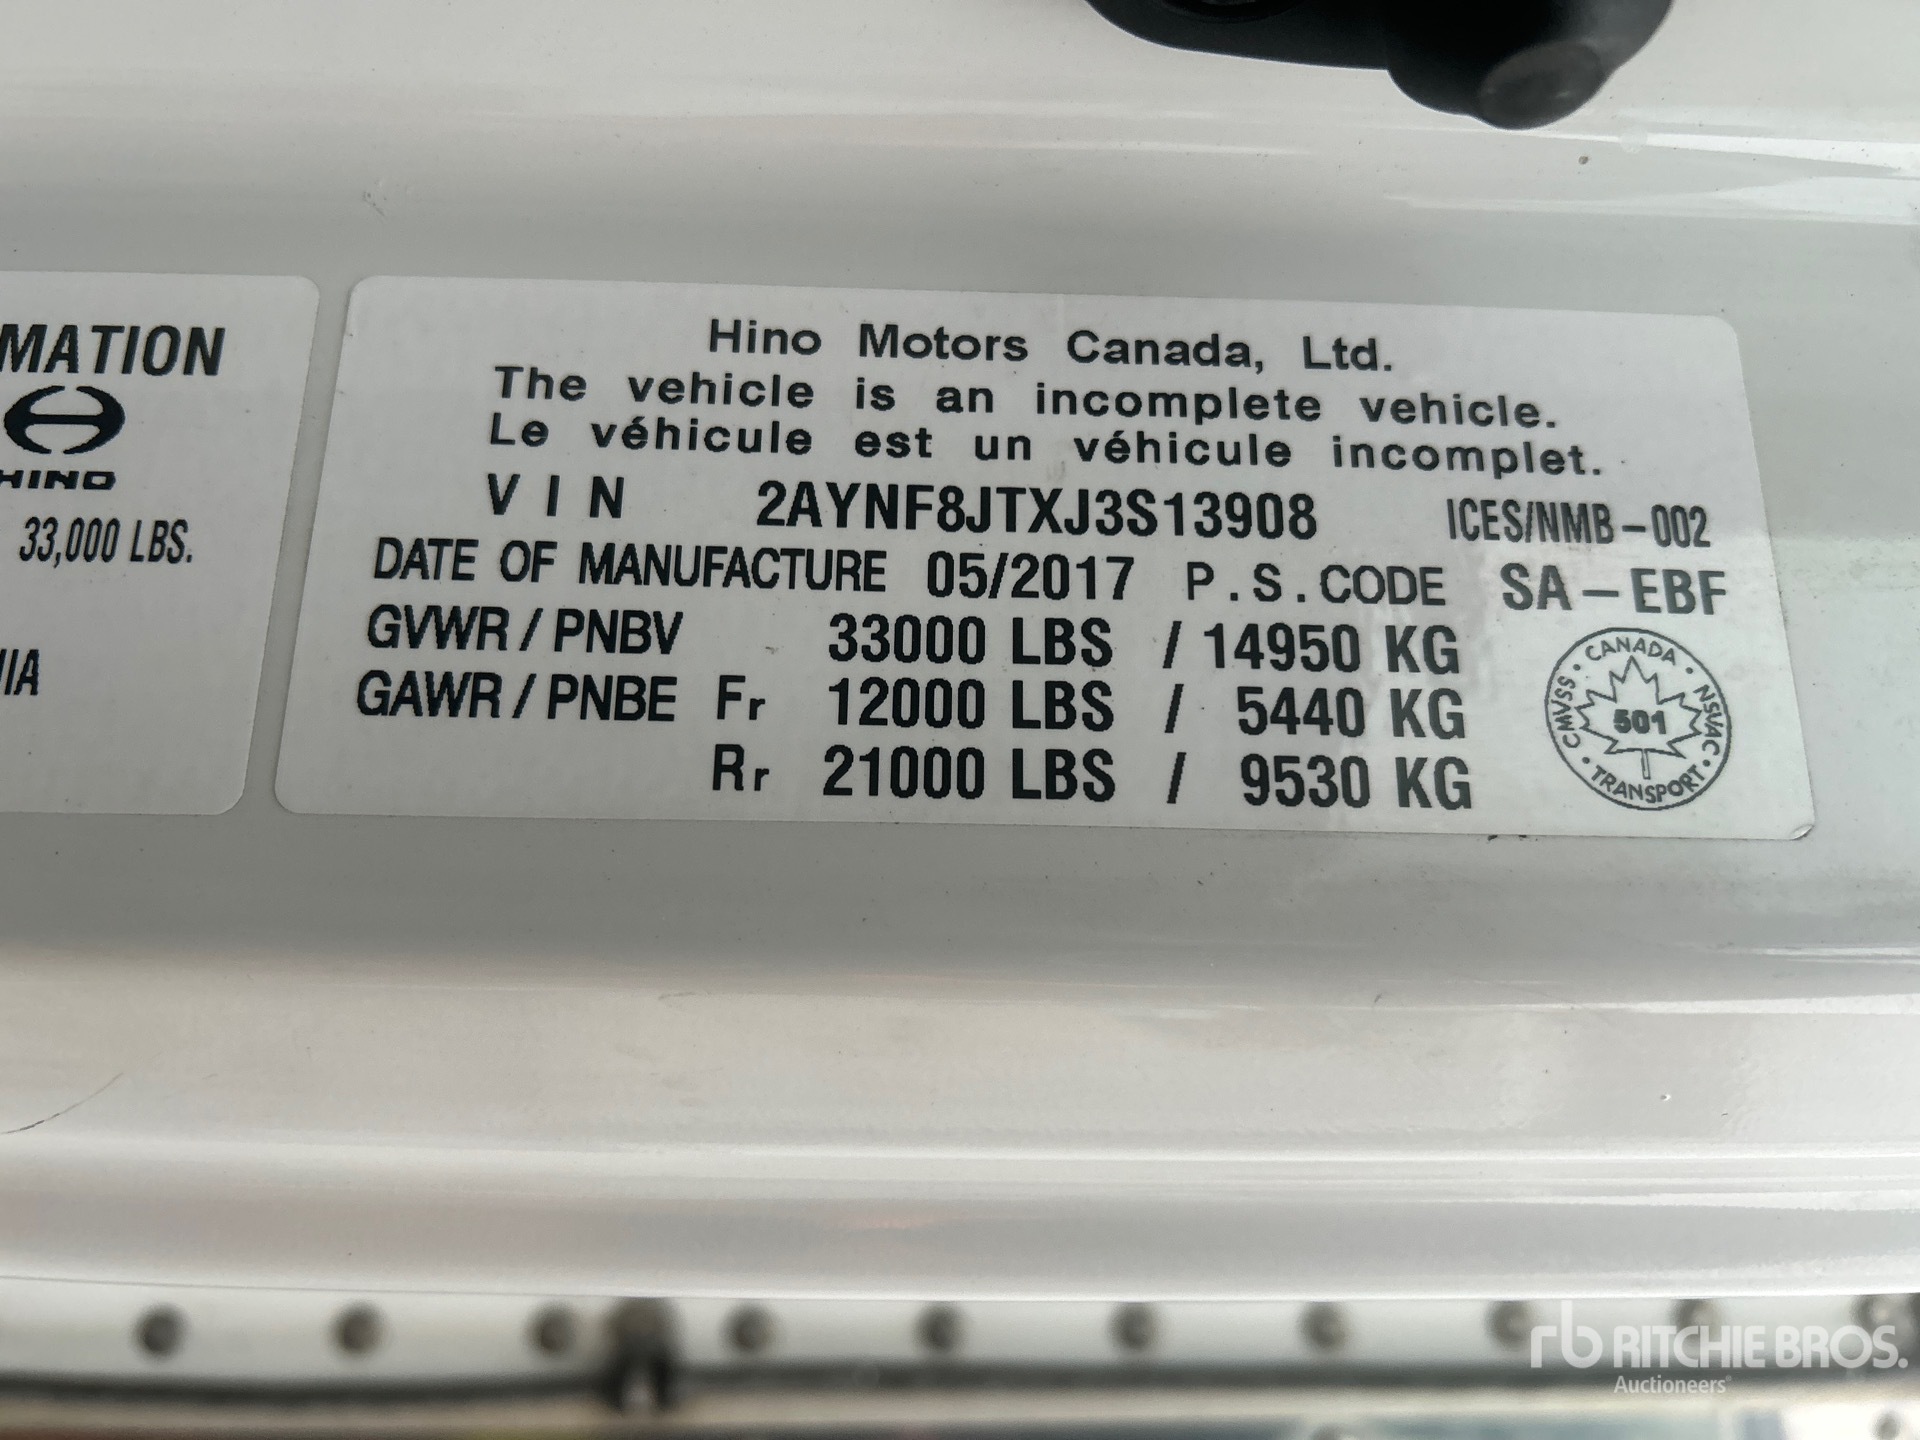 MATION
HINO
33,000 LBS.
Hino Motors Canada, Ltd.
The vehicle is an incomplete vehicle.
Le véhicule est un véhicule incomplet.
VIN 2AYNF8JTXJ3S13908 ICES/NMB-002
DATE OF MANUFACTURE 05/2017 P.S.CODE SA-EBF
GVWR/PNBV 33000 LBS / 14950 KG
GAWR/PNBE Fr 12000 LBS / 5440 KG
Rr 21000 LBS / 9530 KG
CANADA
CMVSS 501 NSVAC
TRANSPORT
rb RITCHIE BROS.
Auctioneers